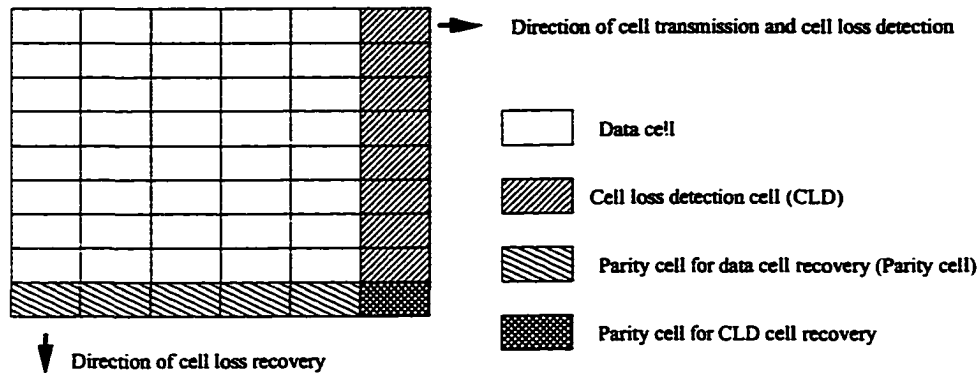 Direction of cell transmission and cell loss detection
Data cell
Cell loss detection cell (CLD)
Parity cell for data cell recovery (Parity cell)
Parity cell for CLD cell recovery
Direction of cell loss recovery